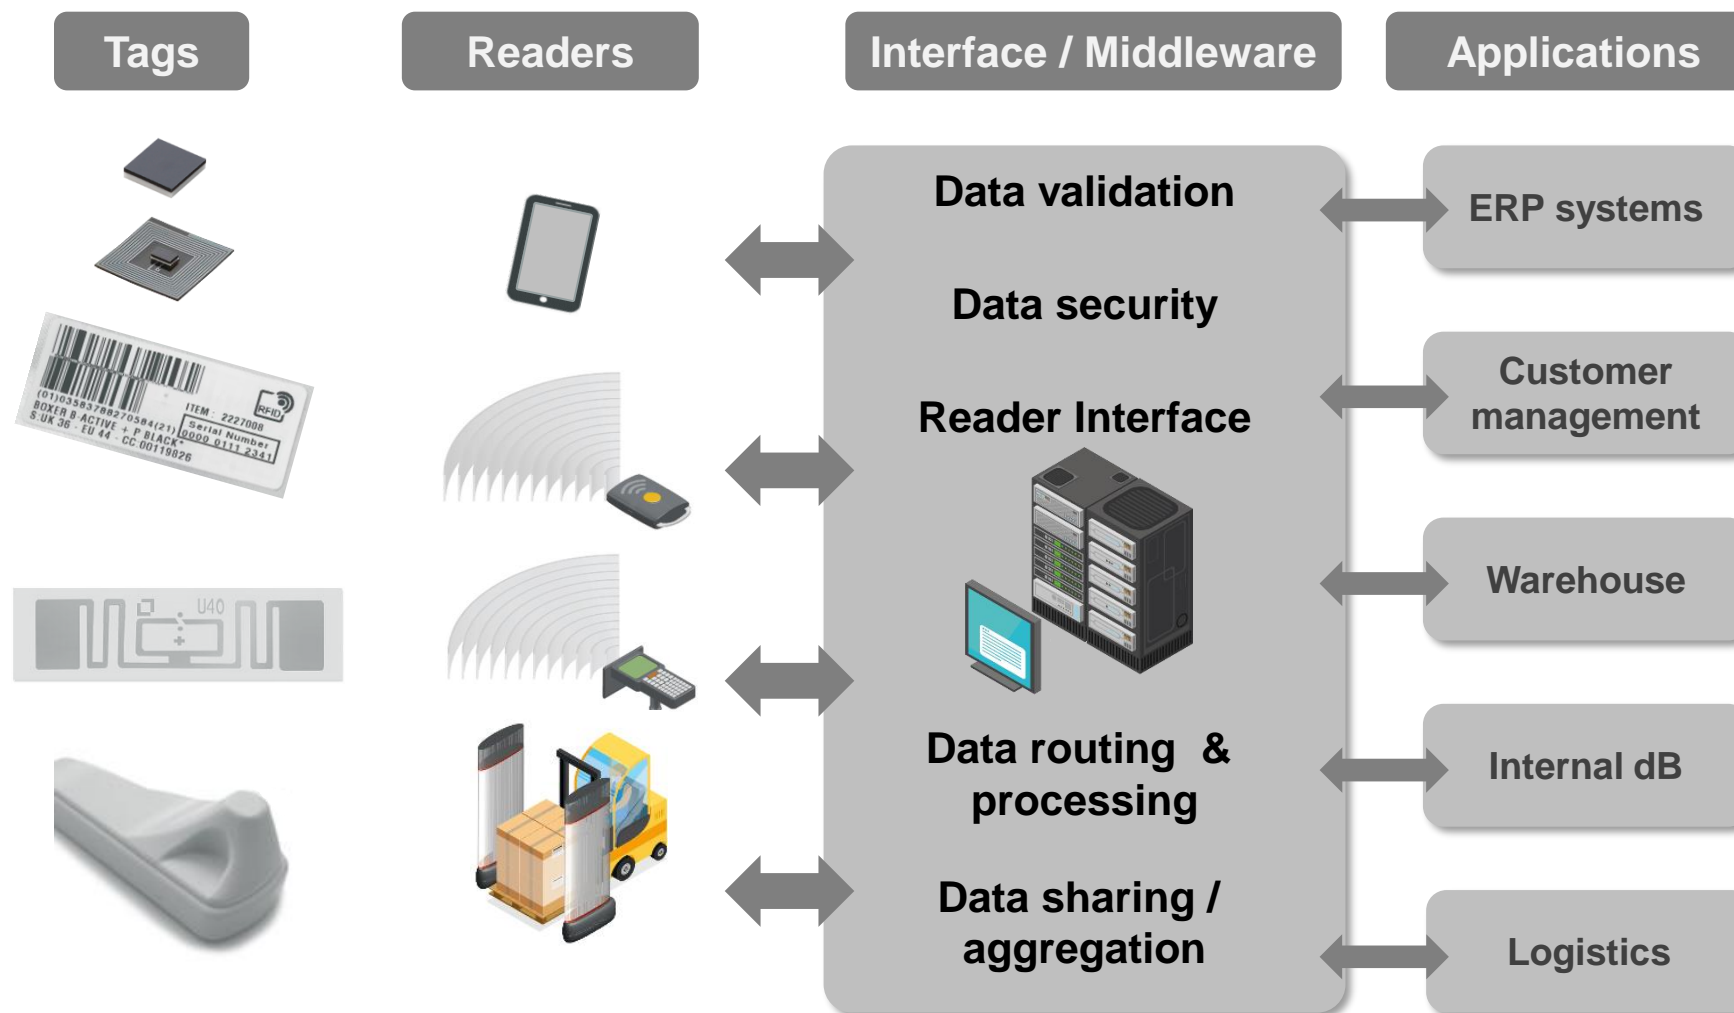 Tags
Readers
Interface / Middleware
Applications
(01)03583788270584(21)
BOXER B-ACTIVE + P BLACK*
S:UK 36 - EU 44 - CC:00119826
ITEM : 2227008
Serial Number
0000 0111 2341
RFID
U40
Data validation
Data security
Reader Interface
Data routing & 
processing
Data sharing /
aggregation
ERP systems
Customer
management
Warehouse
Internal dB
Logistics